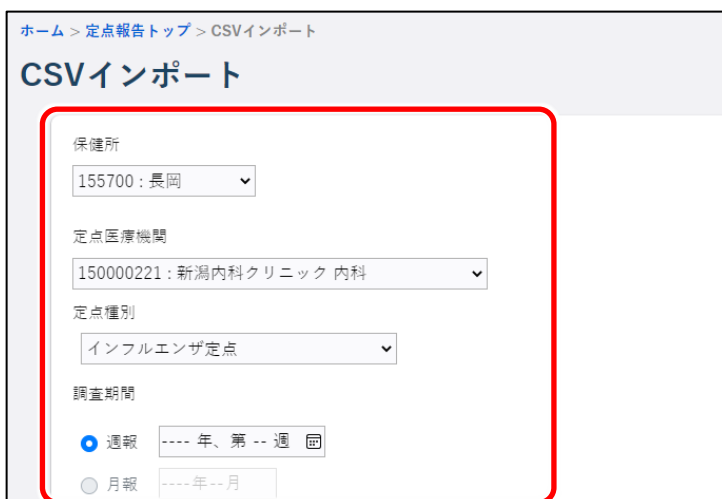 ホーム > 定点報告トップ > CSVインポート
CSVインポート
保健所
155700 : 長岡
定点医療機関
150000221 : 新潟内科クリニック 内科
定点種別
インフルエンザ定点
調査期間
週報 ---- 年、第 -- 週
月報 ----年--月